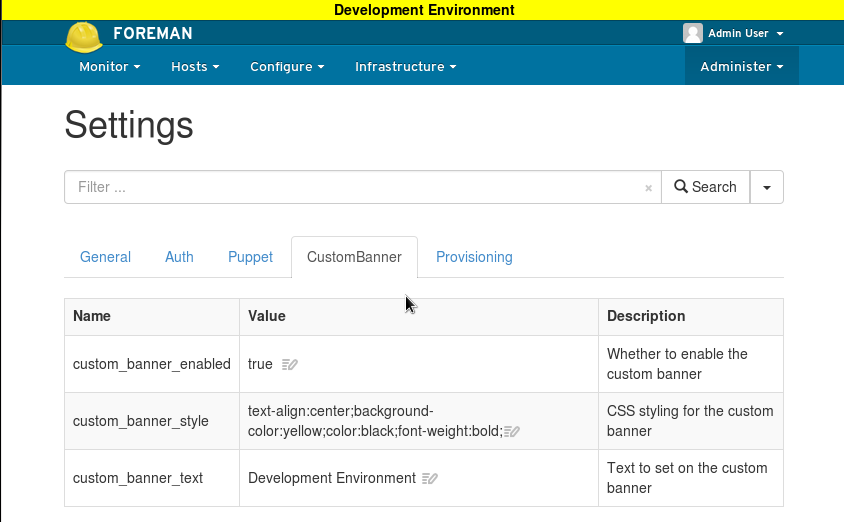 Development Environment
FOREMAN
Admin User
Monitor Hosts Configure Infrastructure Administer
Settings
Filter ... × Search
General Auth Puppet CustomBanner Provisioning
Name Value Description
custom_banner_enabled true Whether to enable the
custom banner
custom_banner_style text-align:center;background-
color:yellow;color:black;font-weight:bold; CSS styling for the custom
banner
custom_banner_text Development Environment Text to set on the custom
banner